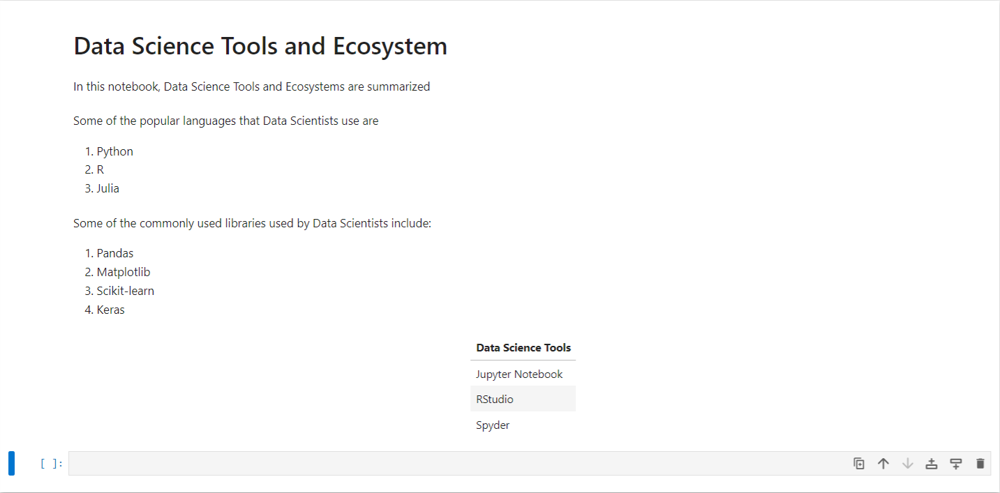 Data Science Tools and Ecosystem
In this notebook, Data Science Tools and Ecosystems are summarized
Some of the popular languages that Data Scientists use are
1. Python
2. R
3. Julia
Some of the commonly used libraries used by Data Scientists include:
1. Pandas
2. Matplotlib
3. Scikit-learn
4. Keras
Data Science Tools
Jupyter Notebook
RStudio
Spyder
[ ]: